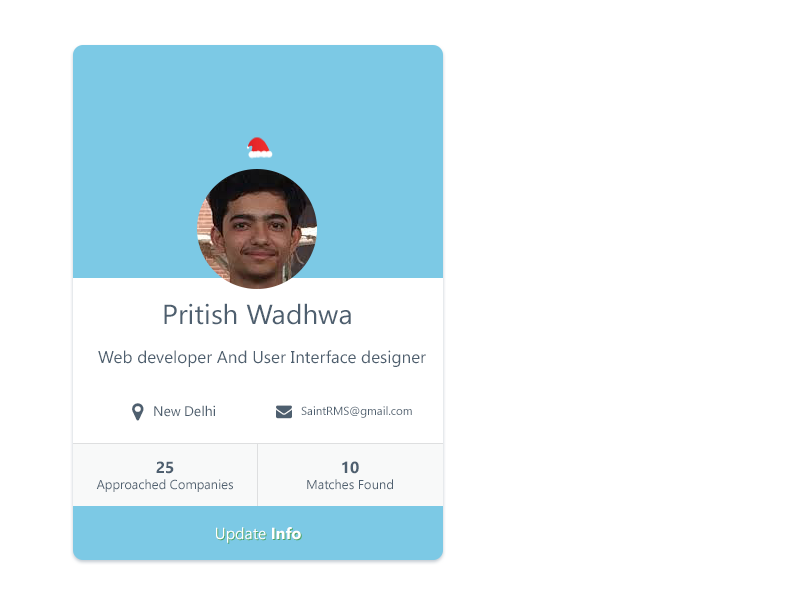 Pritish Wadhwa
Web developer And User Interface designer
New Delhi
SaintRMS@gmail.com
25
Approached Companies
10
Matches Found
Update Info